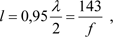 l = 0,95 λ/2 = 143/f ,